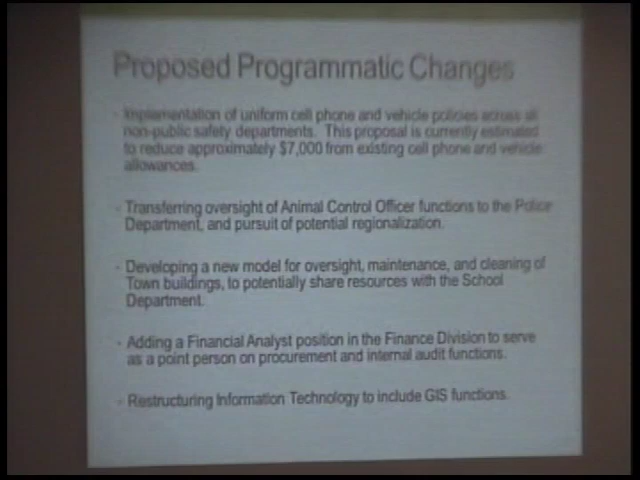 Proposed Programmatic Changes
- Implementation of uniform cell phone and vehicle policies across all
non-public safety departments. This proposal is currently estimated
to reduce approximately $7,000 from existing cell phone and vehicle
allowances.
- Transferring oversight of Animal Control Officer functions to the Police
Department, and pursuit of potential regionalization.
- Developing a new model for oversight, maintenance, and cleaning of
Town buildings, to potentially share resources with the School
Department.
- Adding a Financial Analyst position in the Finance Division to serve
as a point person on procurement and internal audit functions.
- Restructuring Information Technology to include GIS functions.